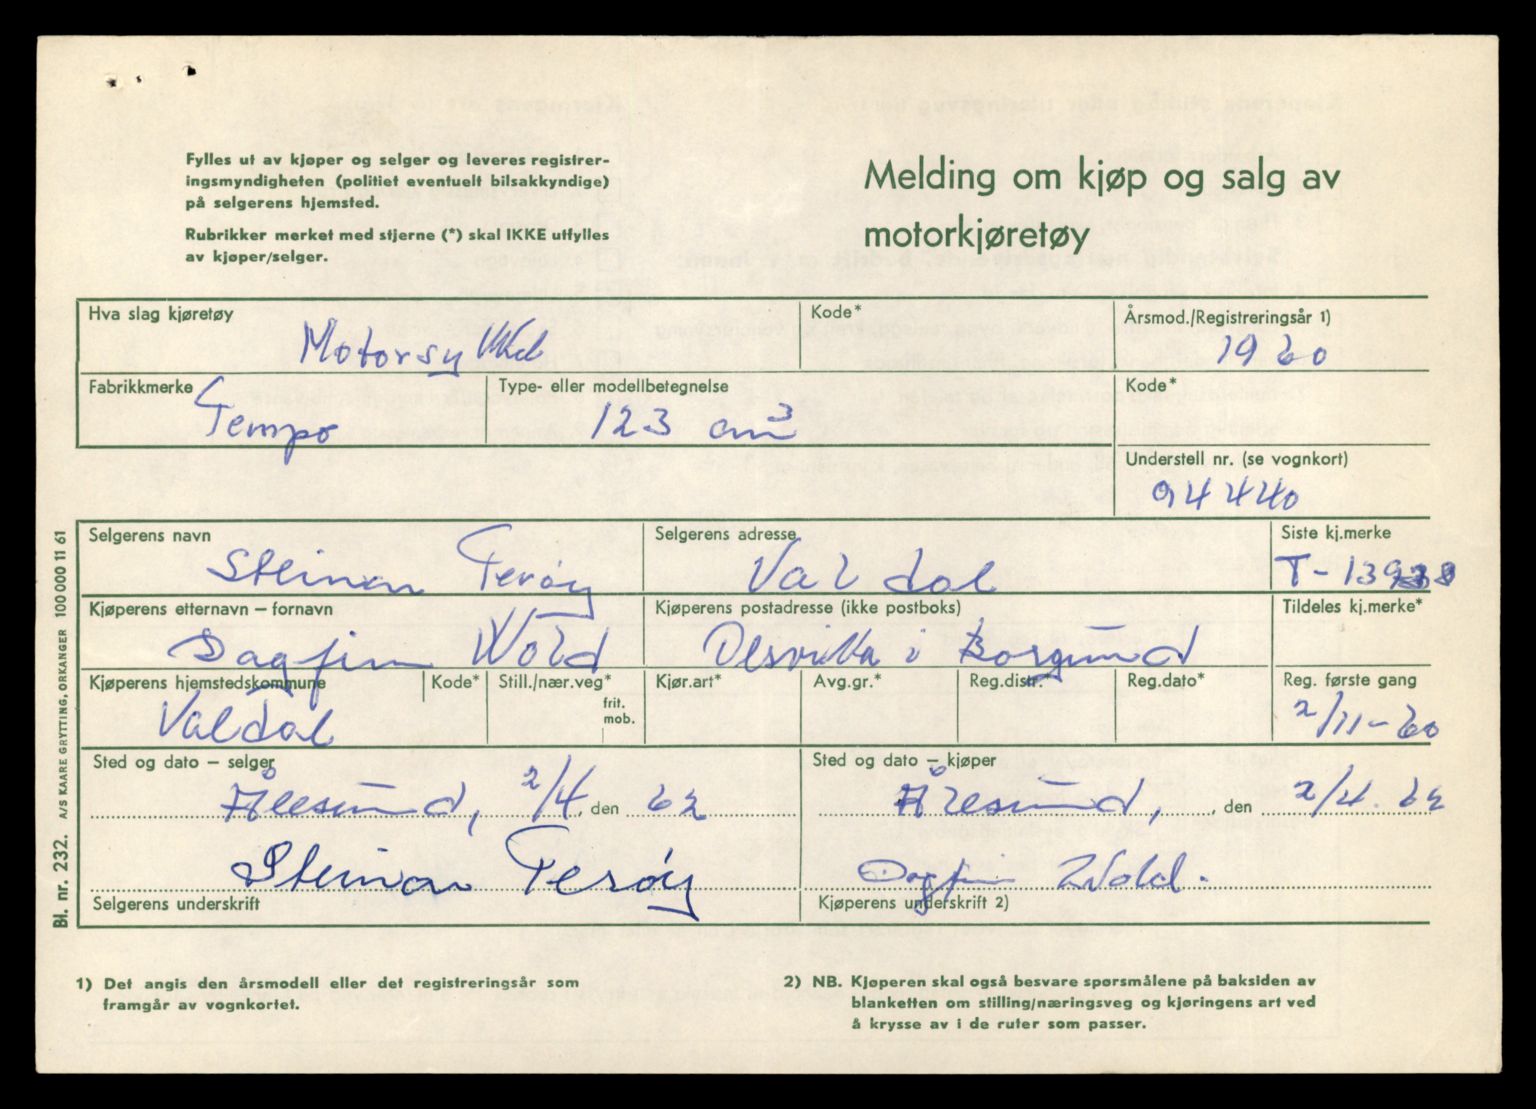 Fylles ut av kjøper og selger og leveres registrer-
ingsmyndigheten (politiet eventuelt bilsakkyndige)
på selgerens hjemsted.
Rubrikker merket med stjerne (*) skal IKKE utfylles
av kjøper/selger.
Melding om kjøp og salg av
motorkjøretøy
Hva slag kjøretøy
Kode*
Årsmod./Registreringsår 1)
1960
Fabrikkmerke
Tempo
Type- eller modellbetegnelse
123 cm3
Kode*
Understell nr. (se vognkort)
94440
Selgerens navn
Steinar Terøy
Selgerens adresse
Valdal
Siste kj.merke
Kjøperens etternavn – fornavn
Dagfinn Wold
Kjøperens postadresse (ikke postboks)
i Borgund
Tildeles kj.merke*
Kjøperens hjemstedskommune
Valdal
Kode*
Still./nær.veg*
frit.
mob.
Kjør.art*
Avg.gr.*
Reg.distr.*
Reg.dato*
Reg. første gang
2/11-60
Sted og dato – selger
Ålesund, 2/4, den 62
Sted og dato – kjøper
Ålesund, , den 2/4. 62
Steinar Terøy
Selgerens underskrift
Dagfinn Wold.
Kjøperens underskrift 2)
1) Det angis den årsmodell eller det registreringsår som
framgår av vognkortet.
2) NB. Kjøperen skal også besvare spørsmålene på baksiden av
blanketten om stilling/næringsveg og kjøringens art ved
å krysse av i de ruter som passer.
Bl. nr. 232. A/S KAARE GRYTTING, ORKANGER 100 000 11 61